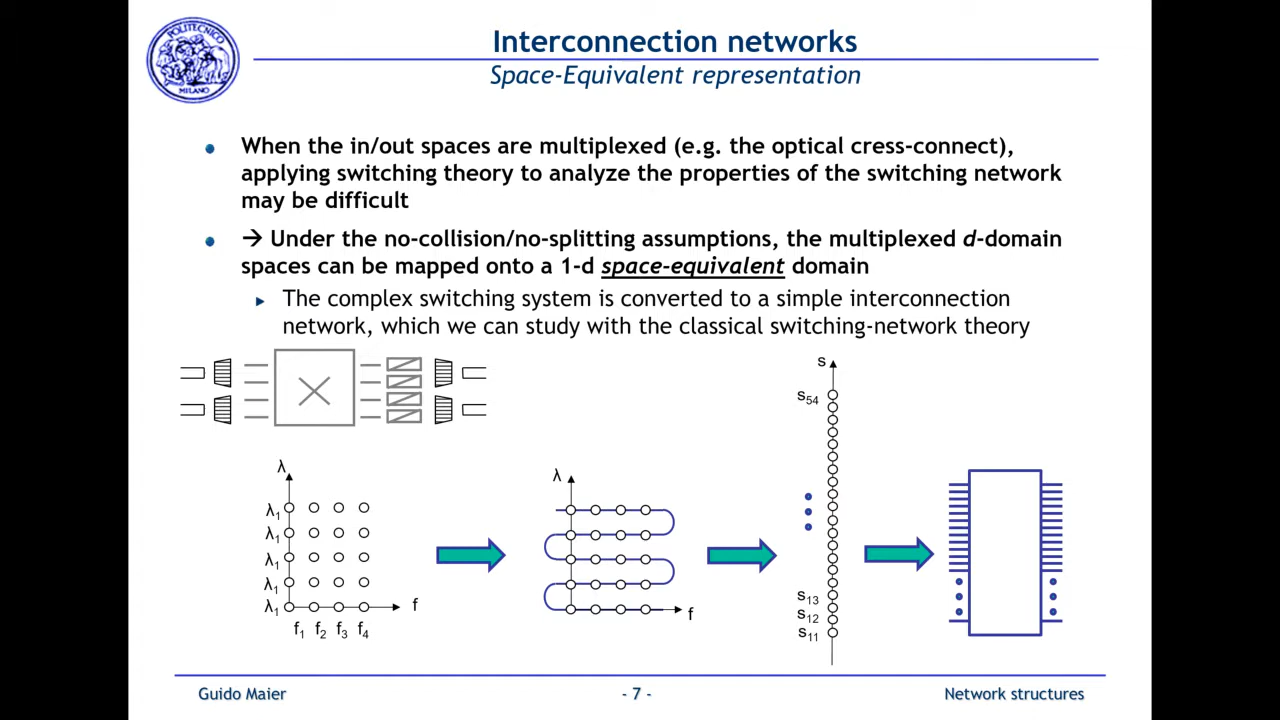 POLITECNICO
MILANO
Interconnection networks
Space-Equivalent representation
When the in/out spaces are multiplexed (e.g. the optical cress-connect),
applying switching theory to analyze the properties of the switching network
may be difficult
→ Under the no-collision/no-splitting assumptions, the multiplexed d-domain
spaces can be mapped onto a 1-d space-equivalent domain
The complex switching system is converted to a simple interconnection
network, which we can study with the classical switching-network theory
λ
λ1
λ1
λ1
λ1
λ1
f
f1 f2 f3 f4
λ
f
s
s54
s13
s12
s11
Guido Maier
- 7 -
Network structures